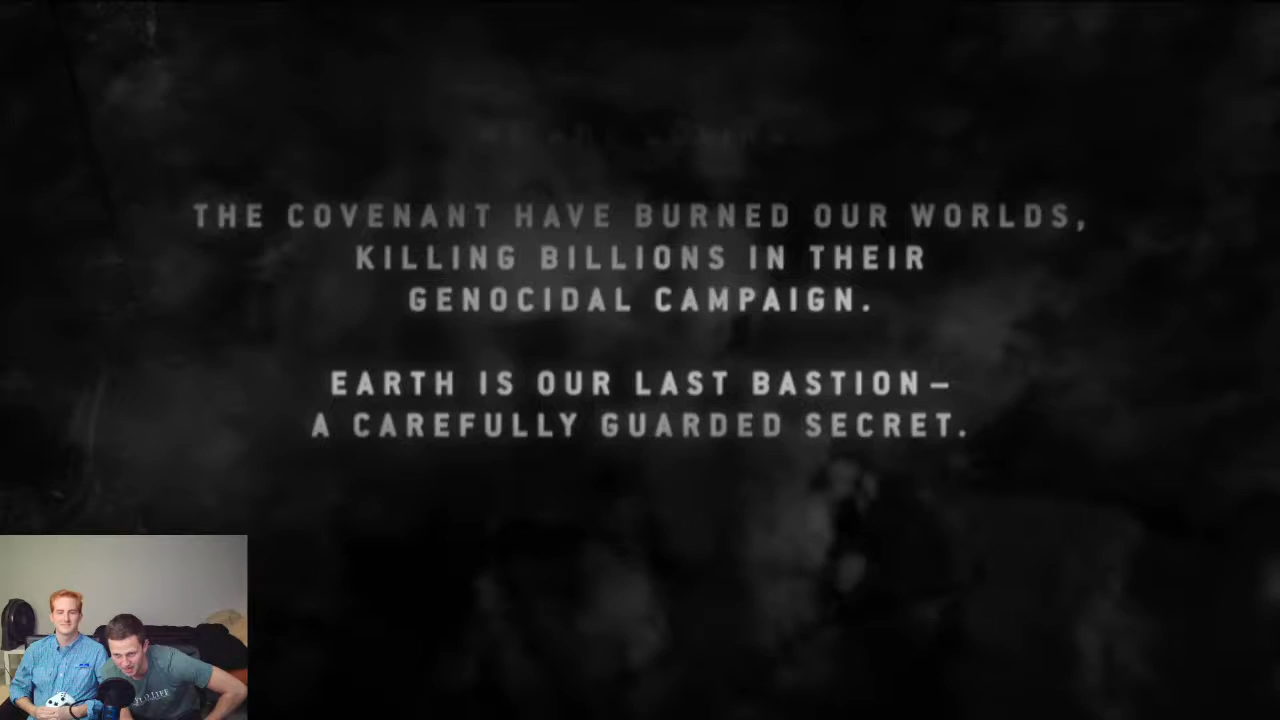 THE COVENANT HAVE BURNED OUR WORLDS,
KILLING BILLIONS IN THEIR
GENOCIDAL CAMPAIGN.
EARTH IS OUR LAST BASTION–
A CAREFULLY GUARDED SECRET.